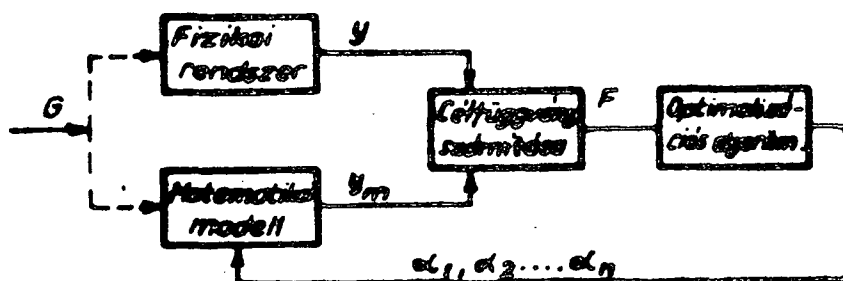 Fizikai
rendszer
y
G
Célfüggvény
számítása
F
Optimalizá-
ciós algoritm.
Matematikai
modell
y_m
α_1, α_2 .... α_n